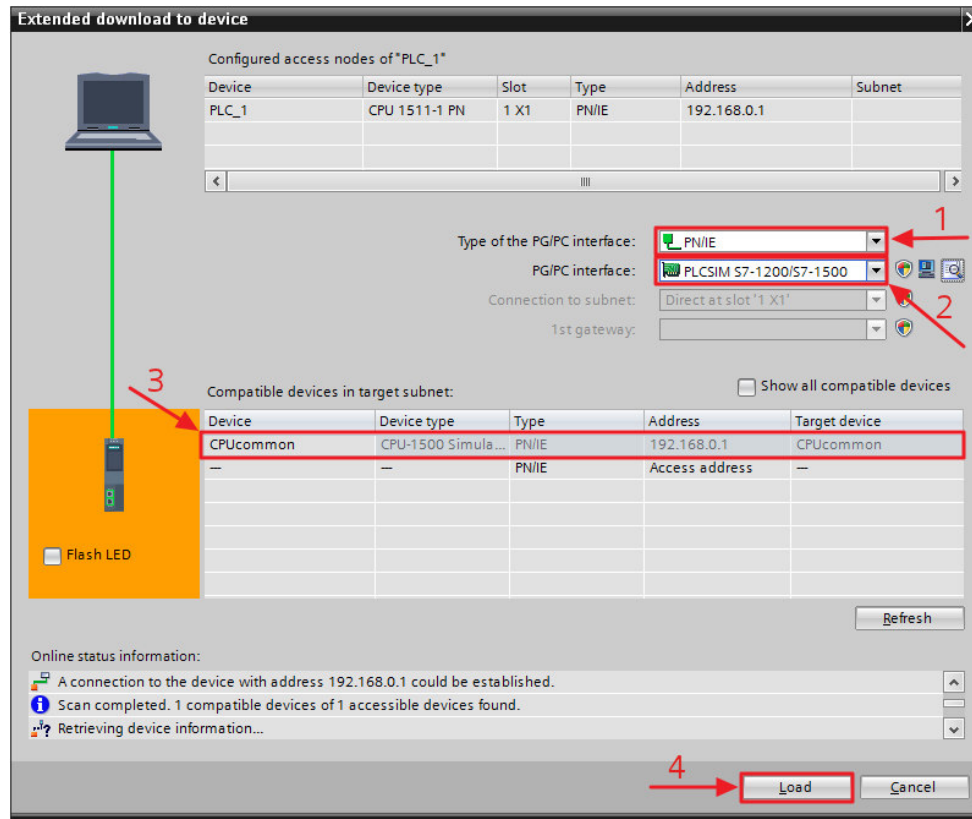 Extended download to device
Configured access nodes of "PLC_1"
Device Device type Slot Type Address Subnet
PLC_1 CPU 1511-1 PN 1 X1 PN/IE 192.168.0.1
1
Type of the PG/PC interface: PN/IE
PG/PC interface: PLCSIM S7-1200/S7-1500
2
Connection to subnet: Direct at slot '1 X1'
1st gateway:
3
Compatible devices in target subnet: Show all compatible devices
Device Device type Type Address Target device
CPUcommon CPU-1500 Simula... PN/IE 192.168.0.1 CPUcommon
— — PN/IE Access address —
Flash LED
Refresh
Online status information:
A connection to the device with address 192.168.0.1 could be established.
Scan completed. 1 compatible devices of 1 accessible devices found.
Retrieving device information...
4
Load Cancel